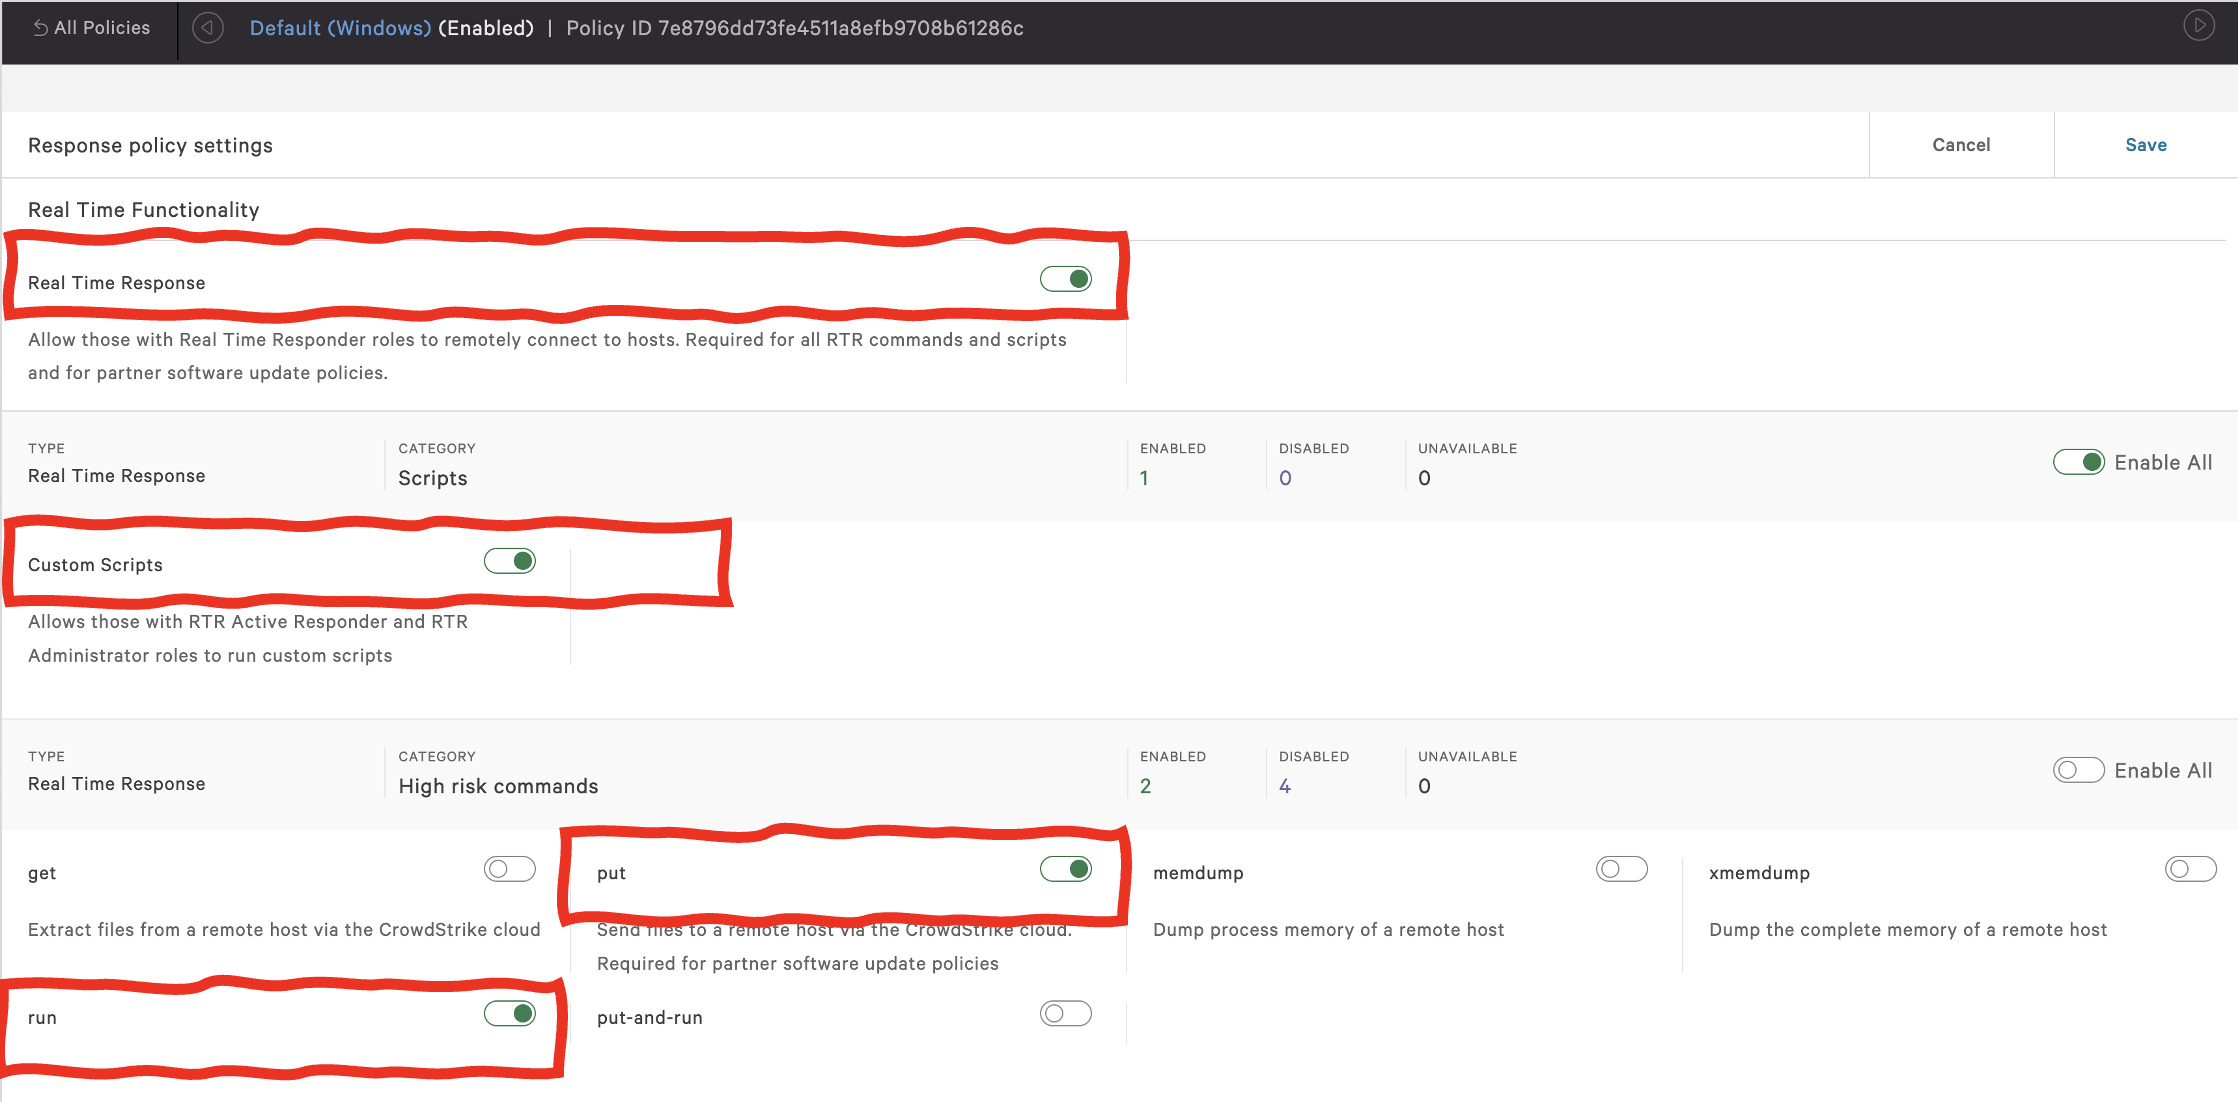 All Policies
Default (Windows) (Enabled) | Policy ID 7e8796dd73fe4511a8efb9708b61286c
Response policy settings
Cancel
Save
Real Time Functionality
Real Time Response
Allow those with Real Time Responder roles to remotely connect to hosts. Required for all RTR commands and scripts
and for partner software update policies.
TYPE
Real Time Response
CATEGORY
Scripts
ENABLED
1
DISABLED
0
UNAVAILABLE
0
Enable All
Custom Scripts
Allows those with RTR Active Responder and RTR
Administrator roles to run custom scripts
TYPE
Real Time Response
CATEGORY
High risk commands
ENABLED
2
DISABLED
4
UNAVAILABLE
0
Enable All
get
Extract files from a remote host via the CrowdStrike cloud
put
Send files to a remote host via the CrowdStrike cloud.
Required for partner software update policies
memdump
Dump process memory of a remote host
xmemdump
Dump the complete memory of a remote host
run
put-and-run